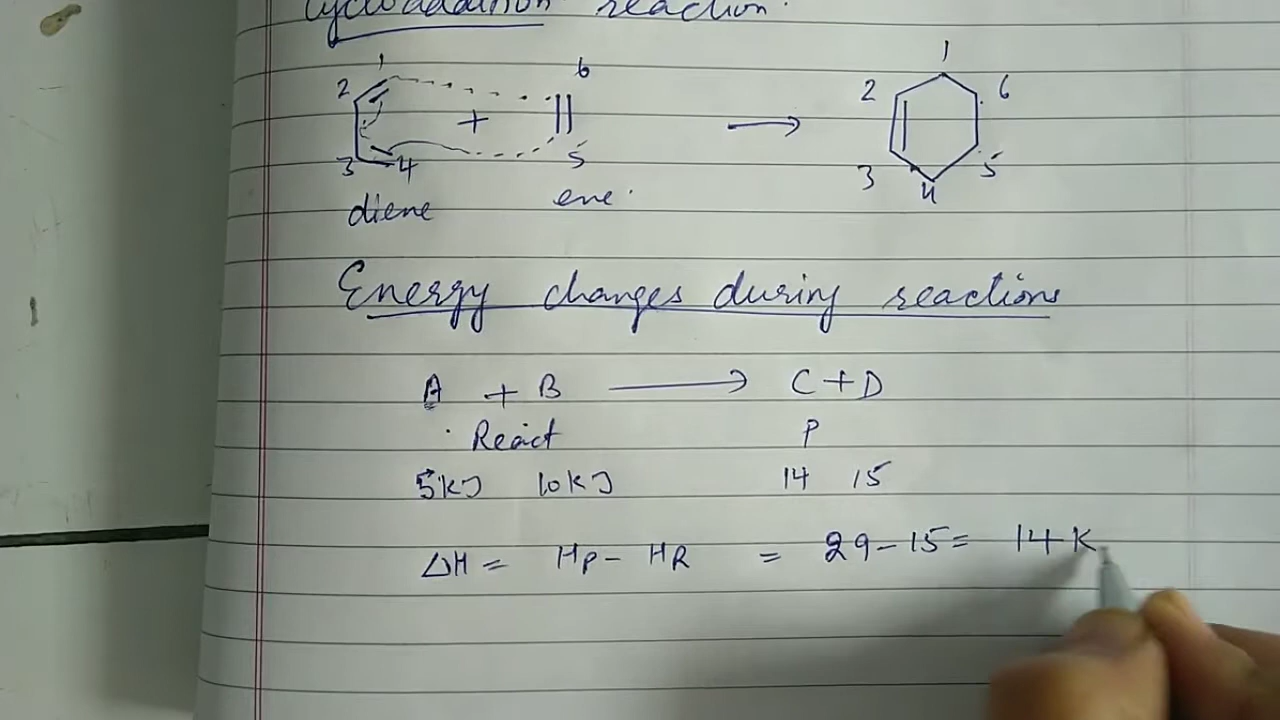 Cycloaddition reaction.
1 6 1
2 + → 2 6
3 4 5 3 5
4
diene ene.
Energy changes during reactions
A + B → C + D
React P
5KJ 10KJ 14 15
ΔH = HP - HR = 29 - 15 = 14 K